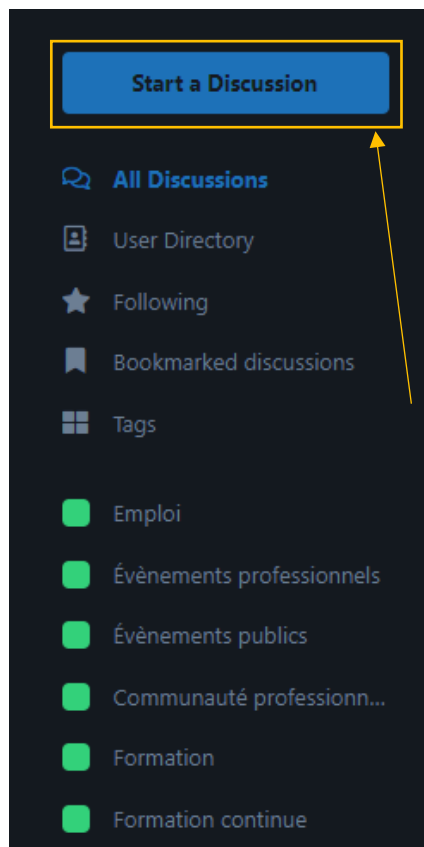 Start a Discussion
All Discussions
User Directory
Following
Bookmarked discussions
Tags
Emploi
Évènements professionnels
Évènements publics
Communauté professionn...
Formation
Formation continue